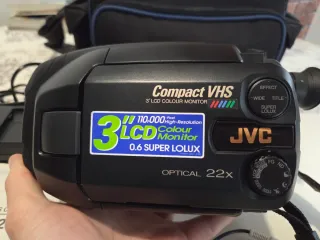 Compact VHS
3" LCD COLOUR MONITOR
EFFECT
WIDE
TITLE
SUPER
LOLUX
3"LCD
110.000 Pixel
High-Resolution
Colour
Monitor
0.6 SUPER LOLUX
JVC
OPTICAL 22x